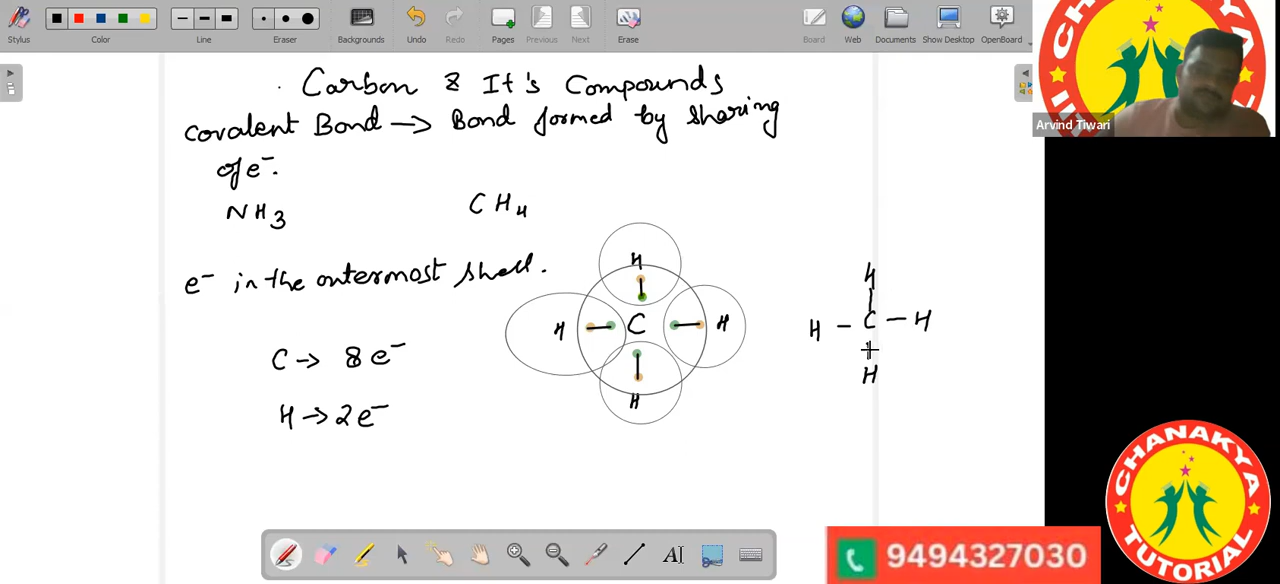 Stylus
Color
Line
Eraser
Backgrounds
Undo
Redo
Pages
Previous
Next
Erase
Board
Web
Documents
Show Desktop
OpenBoard
Arvind Tiwari
Carbon & It's Compounds
covalent Bond → Bond formed by sharing
of e⁻.
NH3
CH4
e⁻ in the outermost shell.
C → 8 e⁻
H → 2 e⁻
H
H C H
H
H
H – C – H
H
CHANAKYA
TUTORIAL
9494327030